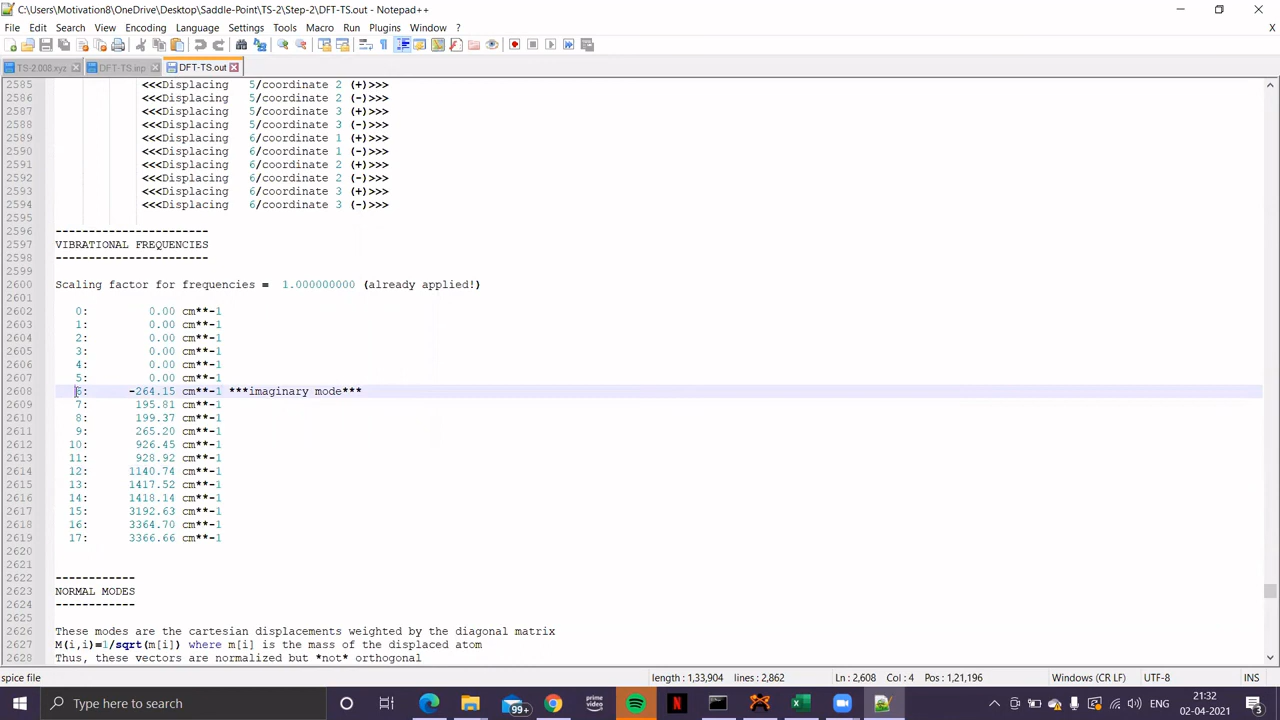 C:\Users\Motivation8\OneDrive\Desktop\Saddle-Point\TS-2\Step-2\DFT-TS.out - Notepad++
File Edit Search View Encoding Language Settings Tools Macro Run Plugins Window ? X
TS-2.008.xyz DFT-TS.inp DFT-TS.out
2585 <<<Displacing 5/coordinate 2 (+)>>>
2586 <<<Displacing 5/coordinate 2 (-)>>>
2587 <<<Displacing 5/coordinate 3 (+)>>>
2588 <<<Displacing 5/coordinate 3 (-)>>>
2589 <<<Displacing 6/coordinate 1 (+)>>>
2590 <<<Displacing 6/coordinate 1 (-)>>>
2591 <<<Displacing 6/coordinate 2 (+)>>>
2592 <<<Displacing 6/coordinate 2 (-)>>>
2593 <<<Displacing 6/coordinate 3 (+)>>>
2594 <<<Displacing 6/coordinate 3 (-)>>>
2595
2596 -----------------------
2597 VIBRATIONAL FREQUENCIES
2598 -----------------------
2599
2600 Scaling factor for frequencies = 1.000000000 (already applied!)
2601
2602 0: 0.00 cm**-1
2603 1: 0.00 cm**-1
2604 2: 0.00 cm**-1
2605 3: 0.00 cm**-1
2606 4: 0.00 cm**-1
2607 5: 0.00 cm**-1
2608 6: -264.15 cm**-1 ***imaginary mode***
2609 7: 195.81 cm**-1
2610 8: 199.37 cm**-1
2611 9: 265.20 cm**-1
2612 10: 926.45 cm**-1
2613 11: 928.92 cm**-1
2614 12: 1140.74 cm**-1
2615 13: 1417.52 cm**-1
2616 14: 1418.14 cm**-1
2617 15: 3192.63 cm**-1
2618 16: 3364.70 cm**-1
2619 17: 3366.66 cm**-1
2620
2621
2622 ------------
2623 NORMAL MODES
2624 ------------
2625
2626 These modes are the cartesian displacements weighted by the diagonal matrix
2627 M(i,i)=1/sqrt(m[i]) where m[i] is the mass of the displaced atom
2628 Thus, these vectors are normalized but *not* orthogonal
spice file length : 1,33,904 lines : 2,862 Ln : 2,608 Col : 4 Pos : 1,21,196 Windows (CR LF) UTF-8 INS
Type here to search 99+ prime video N ENG 21:32 02-04-2021 3